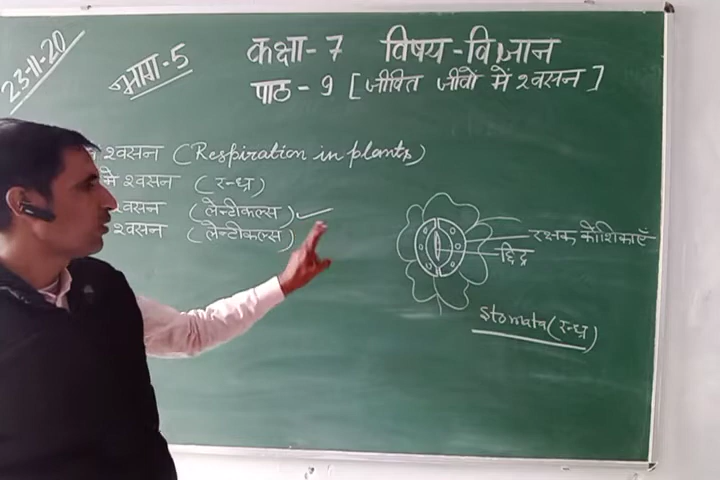 23-11-20
भाग-5
कक्षा-7 विषय-विज्ञान
पाठ-9 [जीवित जीवों में श्वसन]
श्वसन (Respiration in plants)
में श्वसन (रन्ध्र)
श्वसन (लेन्टीकल्स)
श्वसन (लेन्टीकल्स)
रक्षक कोशिकाएँ
छिद्र
Stomata (रन्ध्र)